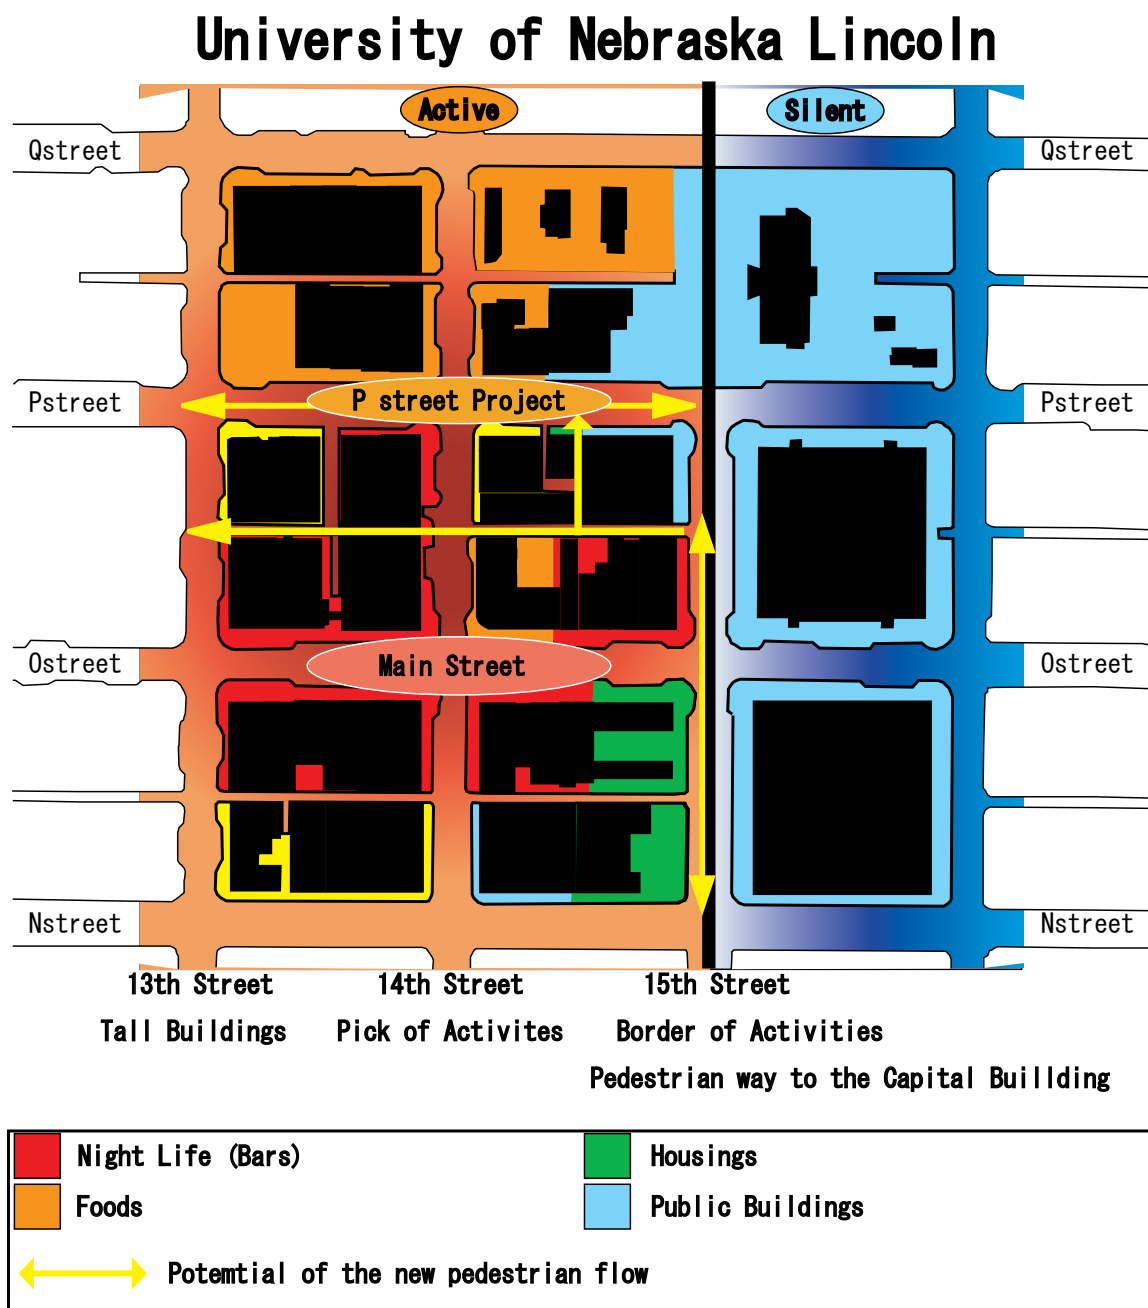 University of Nebraska Lincoln
Active
Silent
Qstreet
Qstreet
Pstreet
P street Project
Pstreet
Ostreet
Main Street
Ostreet
Nstreet
Nstreet
13th Street
14th Street
15th Street
Tall Buildings
Pick of Activites
Border of Activities
Pedestrian way to the Capital Buillding
Night Life (Bars)
Housings
Foods
Public Buildings
Potemtial of the new pedestrian flow